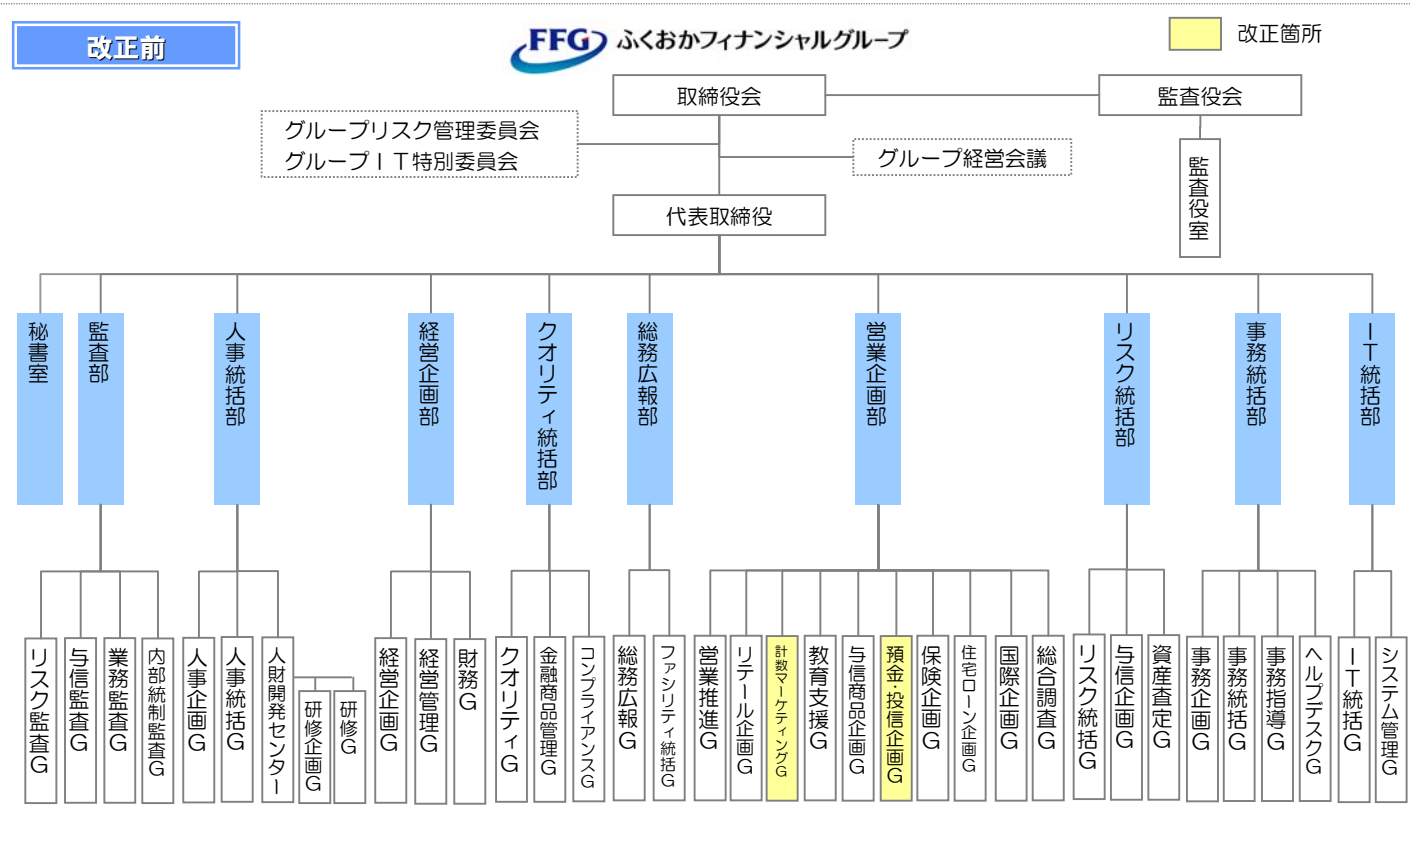 改正前
FFG ふくおかフィナンシャルグループ
改正箇所
取締役会
監査役会
グループリスク管理委員会
グループIT特別委員会
グループ経営会議
監査役室
代表取締役
秘書室
監査部
人事統括部
経営企画部
クオリティ統括部
総務広報部
営業企画部
リスク統括部
事務統括部
IT統括部
リスク監査G
与信監査G
業務監査G
内部統制監査G
人事企画G
人事統括G
人財開発センター
研修企画G
研修G
経営企画G
経営管理G
財務G
クオリティG
金融商品管理G
コンプライアンスG
総務広報G
ファシリティ統括G
営業推進G
リテール企画G
計数マーケティングG
教育支援G
与信商品企画G
預金・投信企画G
保険企画G
住宅ローン企画G
国際企画G
総合調査G
リスク統括G
与信企画G
資産査定G
事務企画G
事務統括G
事務指導G
ヘルプデスクG
IT統括G
システム管理G